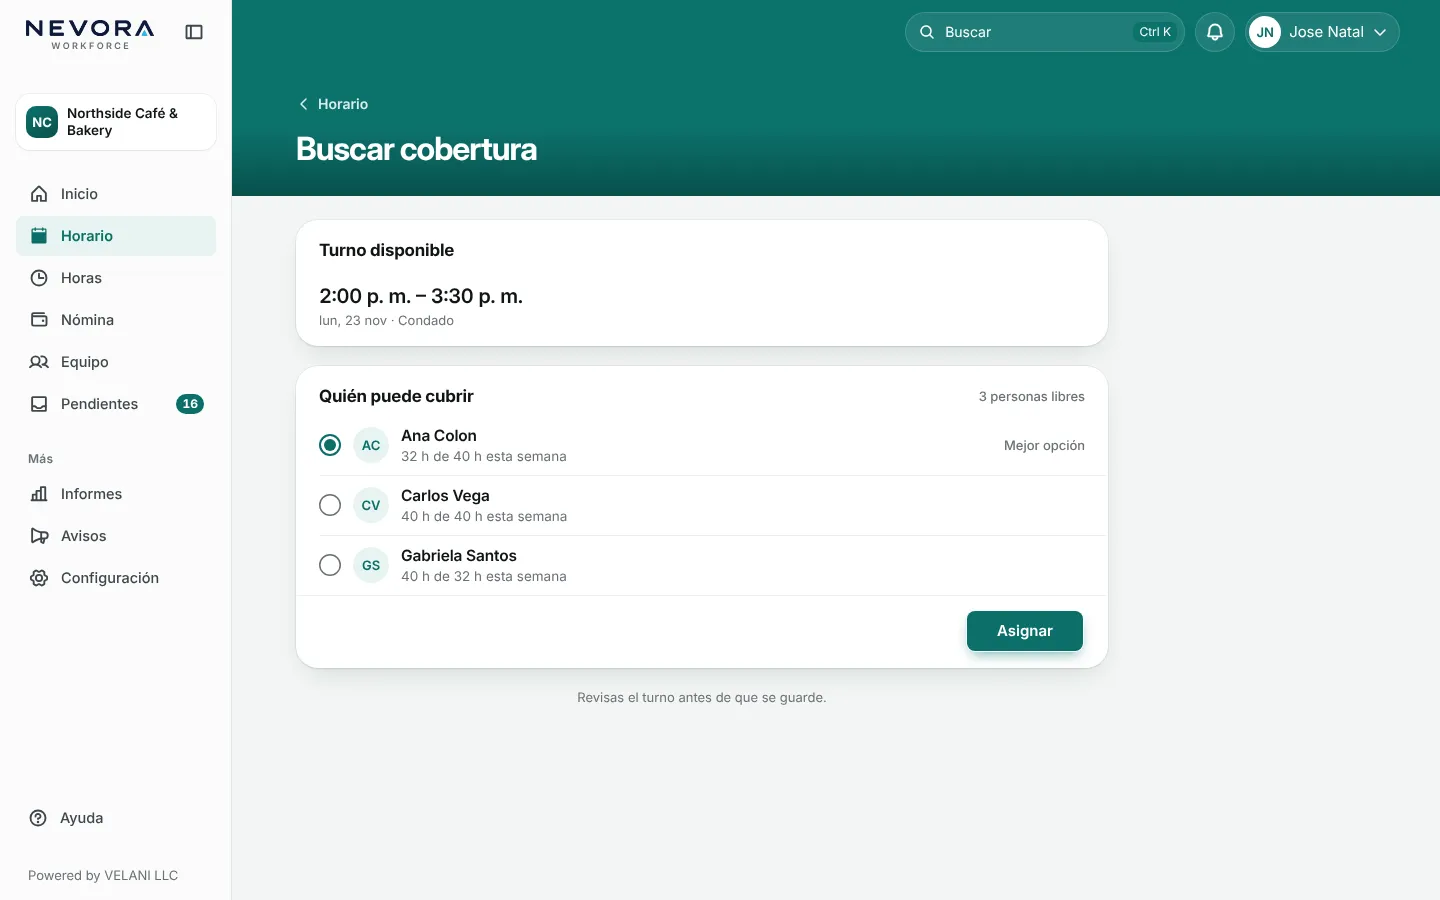 NEVORA
WORKFORCE
Buscar
Ctrl K
JN
Jose Natal
NC
Northside Café &
Bakery
Inicio
Horario
Horas
Nómina
Equipo
Pendientes
16
Más
Informes
Avisos
Configuración
Ayuda
Powered by VELANI LLC
Horario
Buscar cobertura
Turno disponible
2:00 p. m. – 3:30 p. m.
lun, 23 nov · Condado
Quién puede cubrir
3 personas libres
AC
Ana Colon
32 h de 40 h esta semana
Mejor opción
CV
Carlos Vega
40 h de 40 h esta semana
GS
Gabriela Santos
40 h de 32 h esta semana
Asignar
Revisas el turno antes de que se guarde.